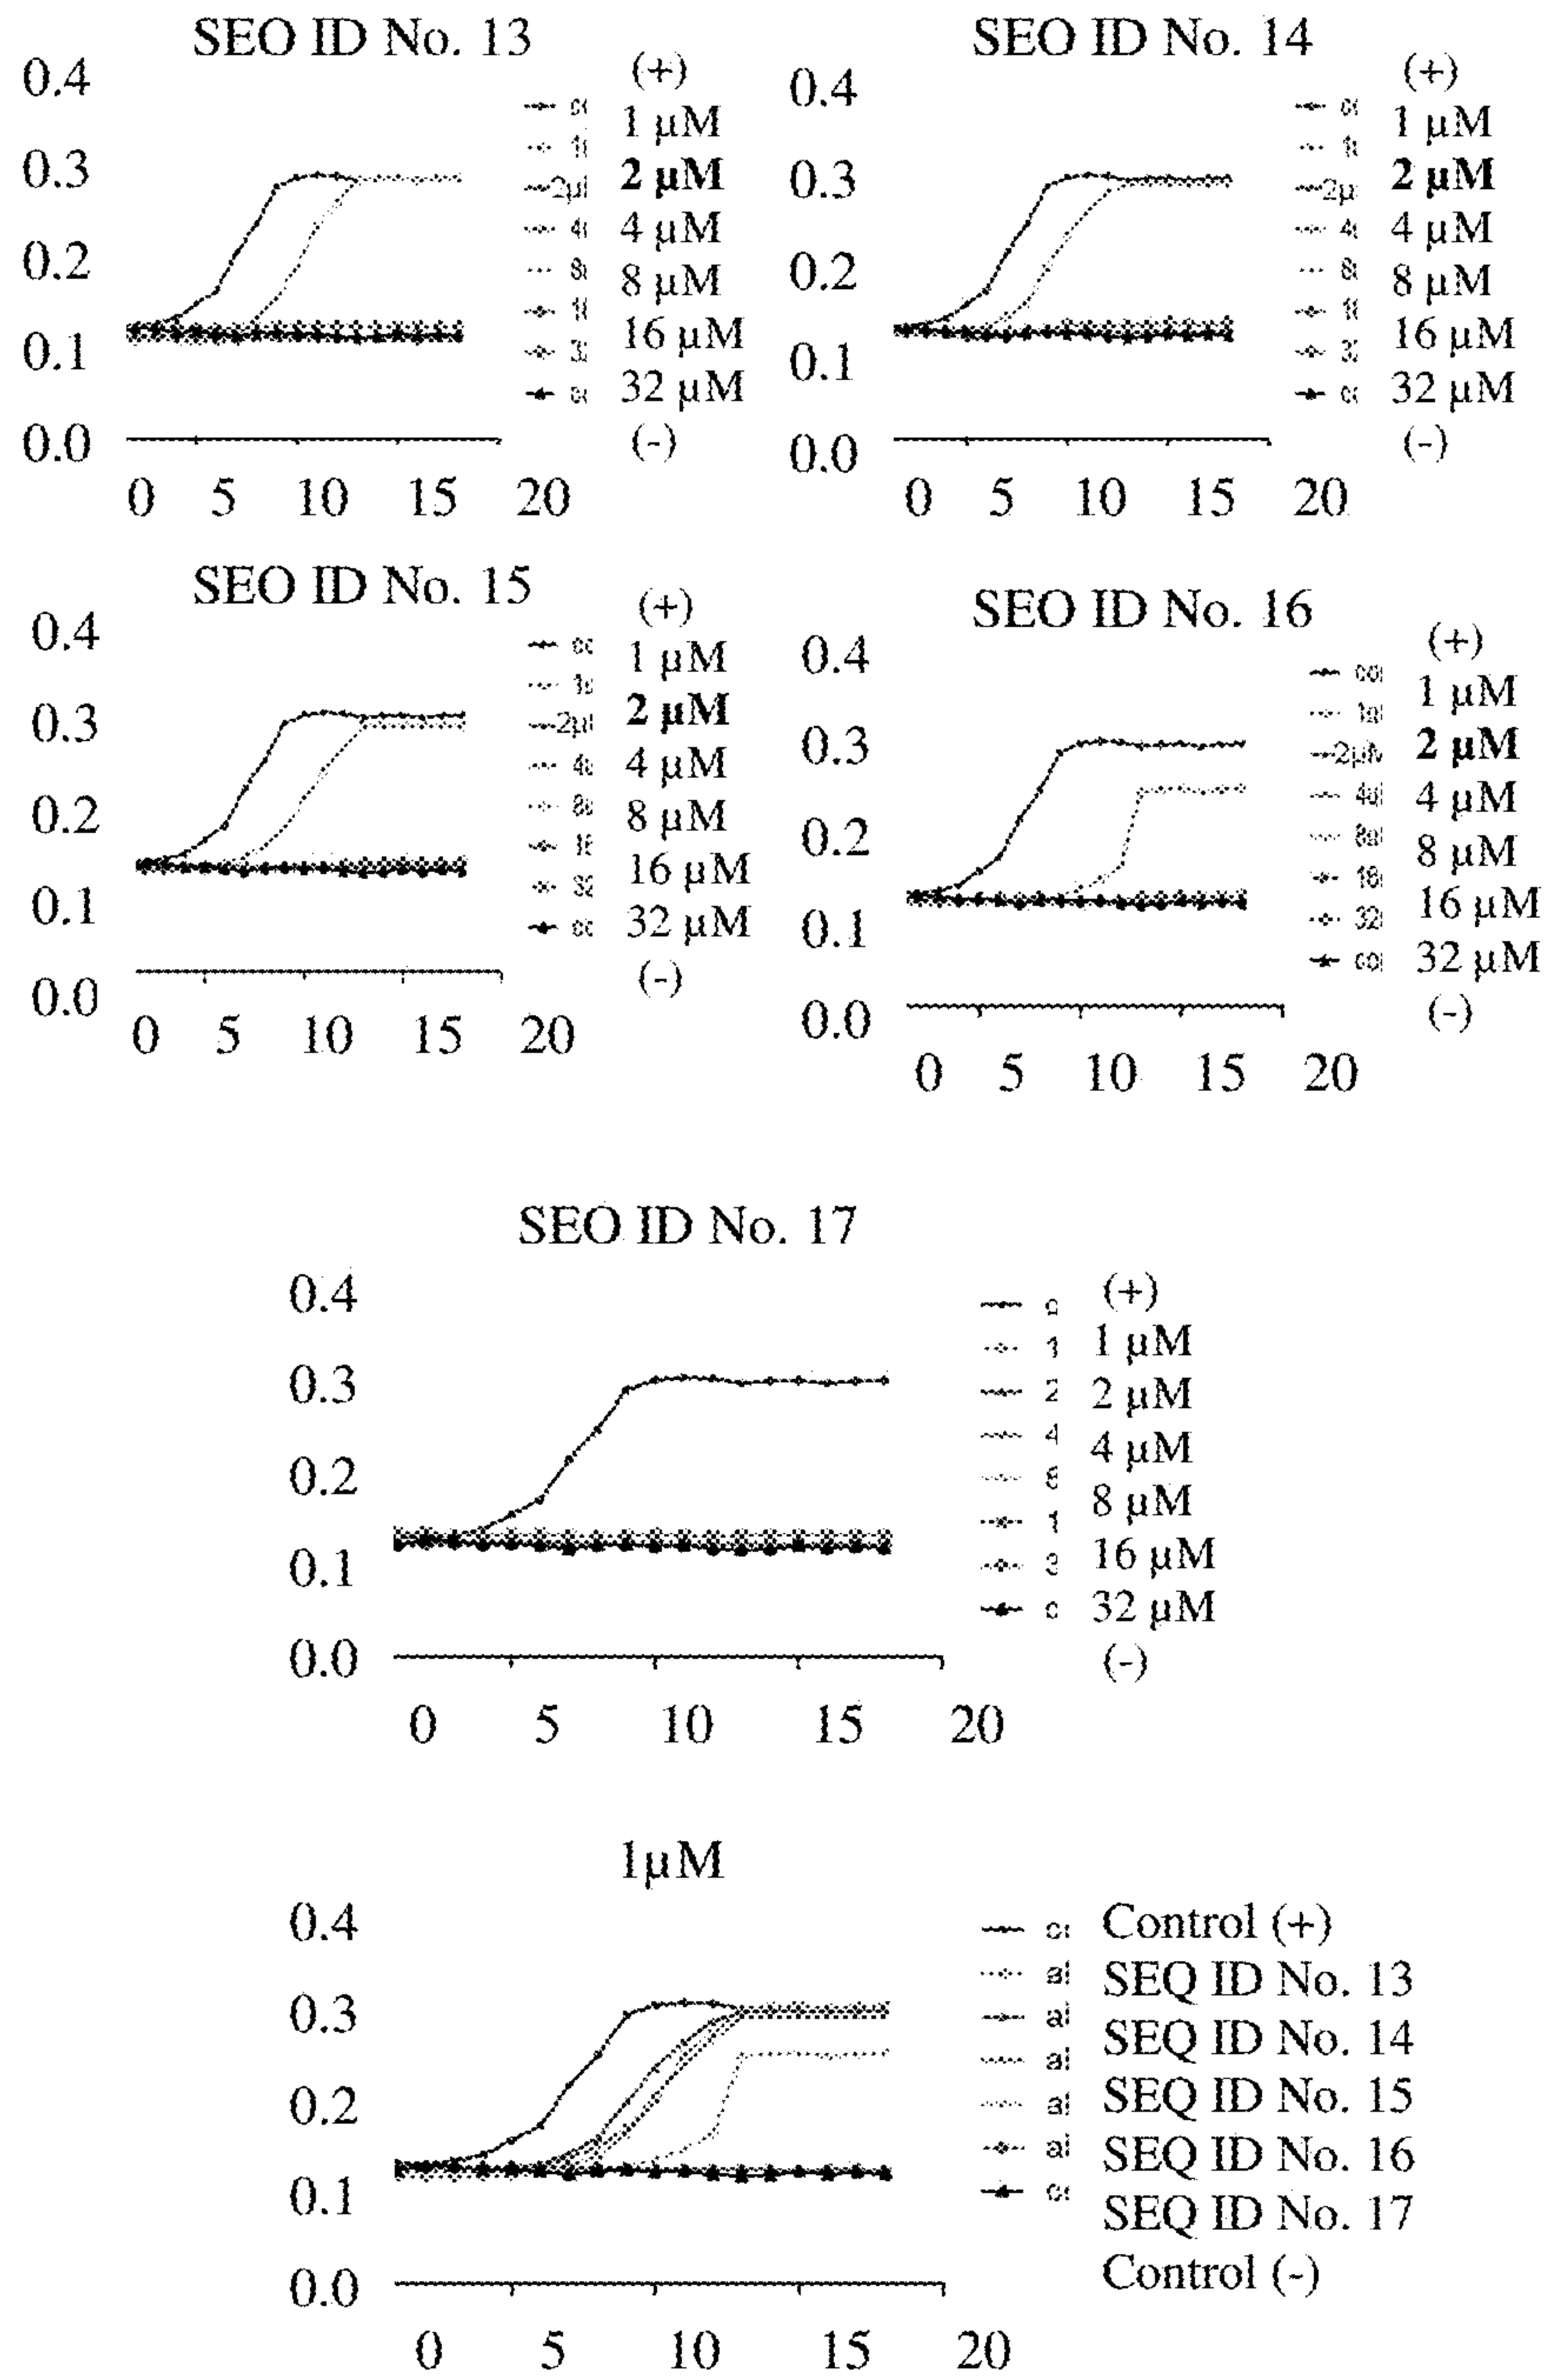 SEO ID No. 13
0.4
0.3
0.2
0.1
0.0
0 5 10 15 20
(+)
1 µM
2 µM
4 µM
8 µM
16 µM
32 µM
(-)
SEO ID No. 14
0.4
0.3
0.2
0.1
0.0
0 5 10 15 20
(+)
1 µM
2 µM
4 µM
8 µM
16 µM
32 µM
(-)
SEO ID No. 15
0.4
0.3
0.2
0.1
0.0
0 5 10 15 20
(+)
1 µM
2 µM
4 µM
8 µM
16 µM
32 µM
(-)
SEO ID No. 16
0.4
0.3
0.2
0.1
0.0
0 5 10 15 20
(+)
1 µM
2 µM
4 µM
8 µM
16 µM
32 µM
(-)
SEO ID No. 17
0.4
0.3
0.2
0.1
0.0
0 5 10 15 20
(+)
1 µM
2 µM
4 µM
8 µM
16 µM
32 µM
(-)
1µM
0.4
0.3
0.2
0.1
0.0
0 5 10 15 20
Control (+)
SEQ ID No. 13
SEQ ID No. 14
SEQ ID No. 15
SEQ ID No. 16
SEQ ID No. 17
Control (-)